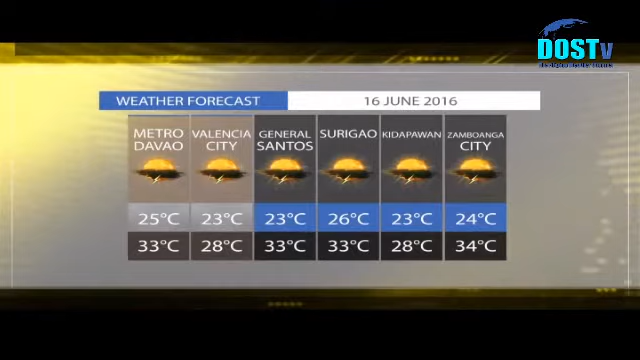 DOSTv
WEATHER FORECAST 16 JUNE 2016
METRO DAVAO VALENCIA CITY GENERAL SANTOS SURIGAO KIDAPAWAN ZAMBOANGA CITY
25°C 23°C 23°C 26°C 23°C 24°C
33°C 28°C 33°C 33°C 28°C 34°C